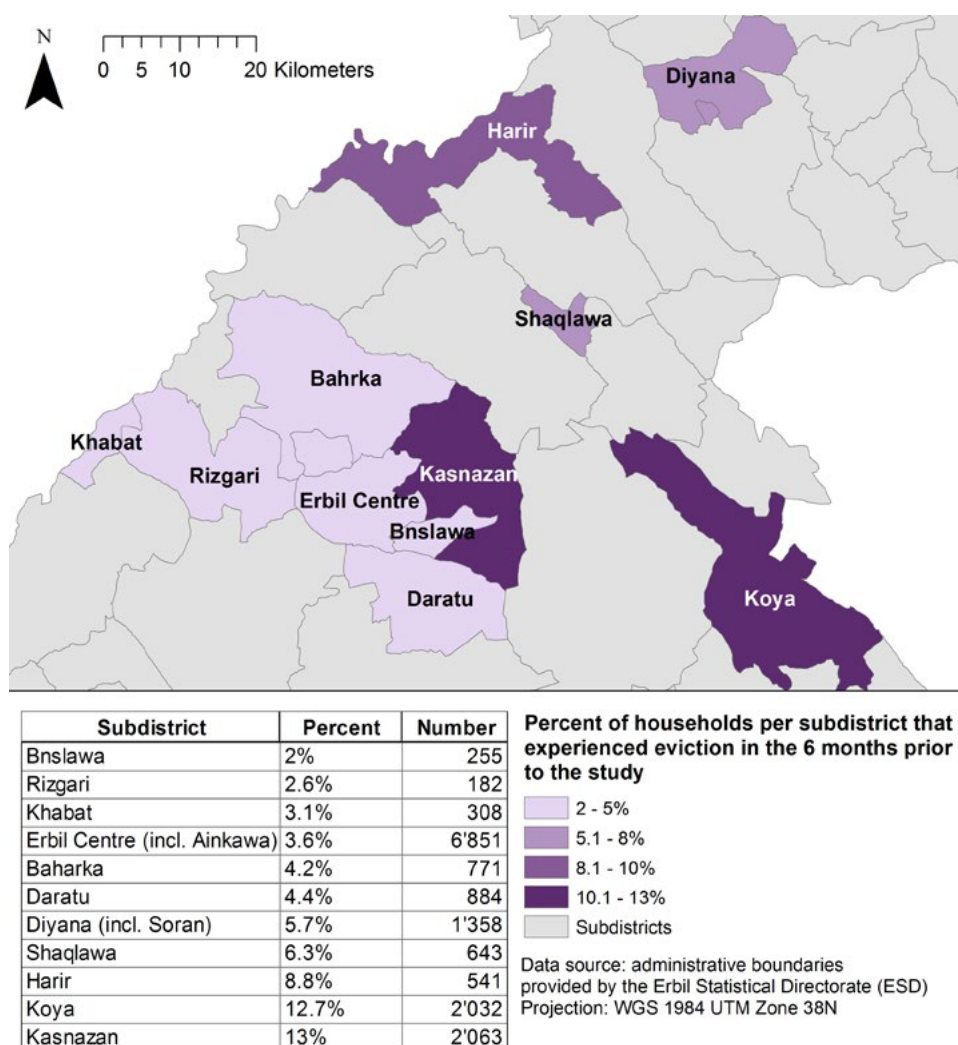 N
0 5 10 20 Kilometers
Diyana
Harir
Shaqlawa
Bahrka
Khabat
Kasnazan
Rizgari
Erbil Centre
Bnslawa
Daratu
Koya
Subdistrict Percent Number
Bnslawa 2% 255
Rizgari 2.6% 182
Khabat 3.1% 308
Erbil Centre (incl. Ainkawa) 3.6% 6'851
Baharka 4.2% 771
Daratu 4.4% 884
Diyana (incl. Soran) 5.7% 1'358
Shaqlawa 6.3% 643
Harir 8.8% 541
Koya 12.7% 2'032
Kasnazan 13% 2'063
Percent of households per subdistrict that
experienced eviction in the 6 months prior
to the study
2 - 5%
5.1 - 8%
8.1 - 10%
10.1 - 13%
Subdistricts
Data source: administrative boundaries
provided by the Erbil Statistical Directorate (ESD)
Projection: WGS 1984 UTM Zone 38N